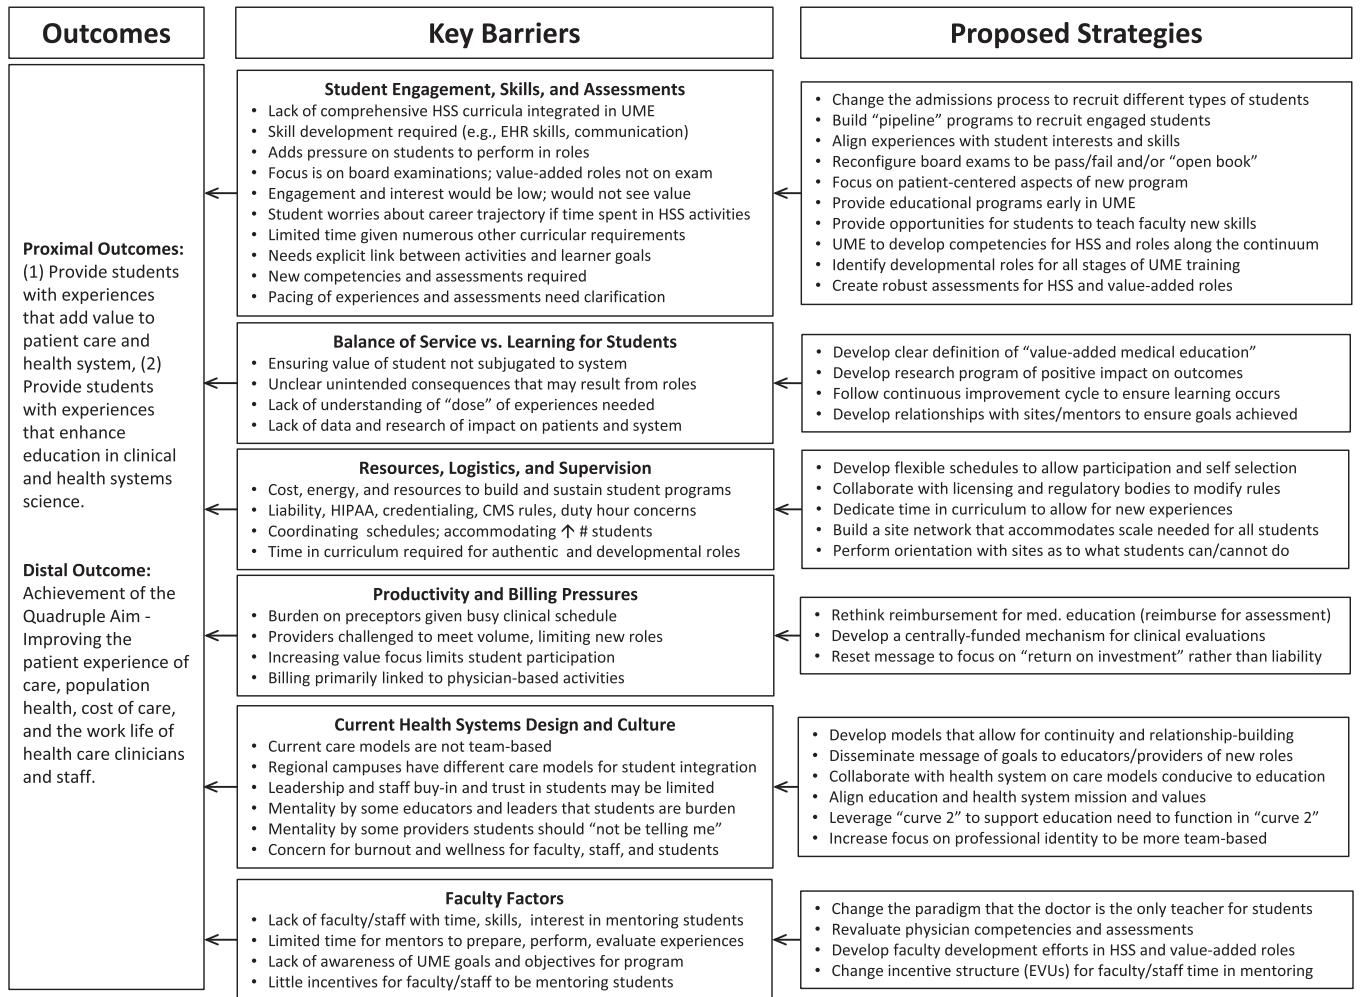 Outcomes
Key Barriers
Proposed Strategies
Proximal Outcomes:
(1) Provide students
with experiences
that add value to
patient care and
health system, (2)
Provide students
with experiences
that enhance
education in clinical
and health systems
science.
Distal Outcome:
Achievement of the
Quadruple Aim -
Improving the
patient experience of
care, population
health, cost of care,
and the work life of
health care clinicians
and staff.
Student Engagement, Skills, and Assessments
• Lack of comprehensive HSS curricula integrated in UME
• Skill development required (e.g., EHR skills, communication)
• Adds pressure on students to perform in roles
• Focus is on board examinations; value-added roles not on exam
• Engagement and interest would be low; would not see value
• Student worries about career trajectory if time spent in HSS activities
• Limited time given numerous other curricular requirements
• Needs explicit link between activities and learner goals
• New competencies and assessments required
• Pacing of experiences and assessments need clarification
• Change the admissions process to recruit different types of students
• Build “pipeline” programs to recruit engaged students
• Align experiences with student interests and skills
• Reconfigure board exams to be pass/fail and/or “open book”
• Focus on patient-centered aspects of new program
• Provide educational programs early in UME
• Provide opportunities for students to teach faculty new skills
• UME to develop competencies for HSS and roles along the continuum
• Identify developmental roles for all stages of UME training
• Create robust assessments for HSS and value-added roles
Balance of Service vs. Learning for Students
• Ensuring value of student not subjugated to system
• Unclear unintended consequences that may result from roles
• Lack of understanding of “dose” of experiences needed
• Lack of data and research of impact on patients and system
• Develop clear definition of “value-added medical education”
• Develop research program of positive impact on outcomes
• Follow continuous improvement cycle to ensure learning occurs
• Develop relationships with sites/mentors to ensure goals achieved
Resources, Logistics, and Supervision
• Cost, energy, and resources to build and sustain student programs
• Liability, HIPAA, credentialing, CMS rules, duty hour concerns
• Coordinating schedules; accommodating ↑ # students
• Time in curriculum required for authentic and developmental roles
• Develop flexible schedules to allow participation and self selection
• Collaborate with licensing and regulatory bodies to modify rules
• Dedicate time in curriculum to allow for new experiences
• Build a site network that accommodates scale needed for all students
• Perform orientation with sites as to what students can/cannot do
Productivity and Billing Pressures
• Burden on preceptors given busy clinical schedule
• Providers challenged to meet volume, limiting new roles
• Increasing value focus limits student participation
• Billing primarily linked to physician-based activities
• Rethink reimbursement for med. education (reimburse for assessment)
• Develop a centrally-funded mechanism for clinical evaluations
• Reset message to focus on “return on investment” rather than liability
Current Health Systems Design and Culture
• Current care models are not team-based
• Regional campuses have different care models for student integration
• Leadership and staff buy-in and trust in students may be limited
• Mentality by some educators and leaders that students are burden
• Mentality by some providers students should “not be telling me”
• Concern for burnout and wellness for faculty, staff, and students
• Develop models that allow for continuity and relationship-building
• Disseminate message of goals to educators/providers of new roles
• Collaborate with health system on care models conducive to education
• Align education and health system mission and values
• Leverage “curve 2” to support education need to function in “curve 2”
• Increase focus on professional identity to be more team-based
Faculty Factors
• Lack of faculty/staff with time, skills, interest in mentoring students
• Limited time for mentors to prepare, perform, evaluate experiences
• Lack of awareness of UME goals and objectives for program
• Little incentives for faculty/staff to be mentoring students
• Change the paradigm that the doctor is the only teacher for students
• Revaluate physician competencies and assessments
• Develop faculty development efforts in HSS and value-added roles
• Change incentive structure (EVUs) for faculty/staff time in mentoring